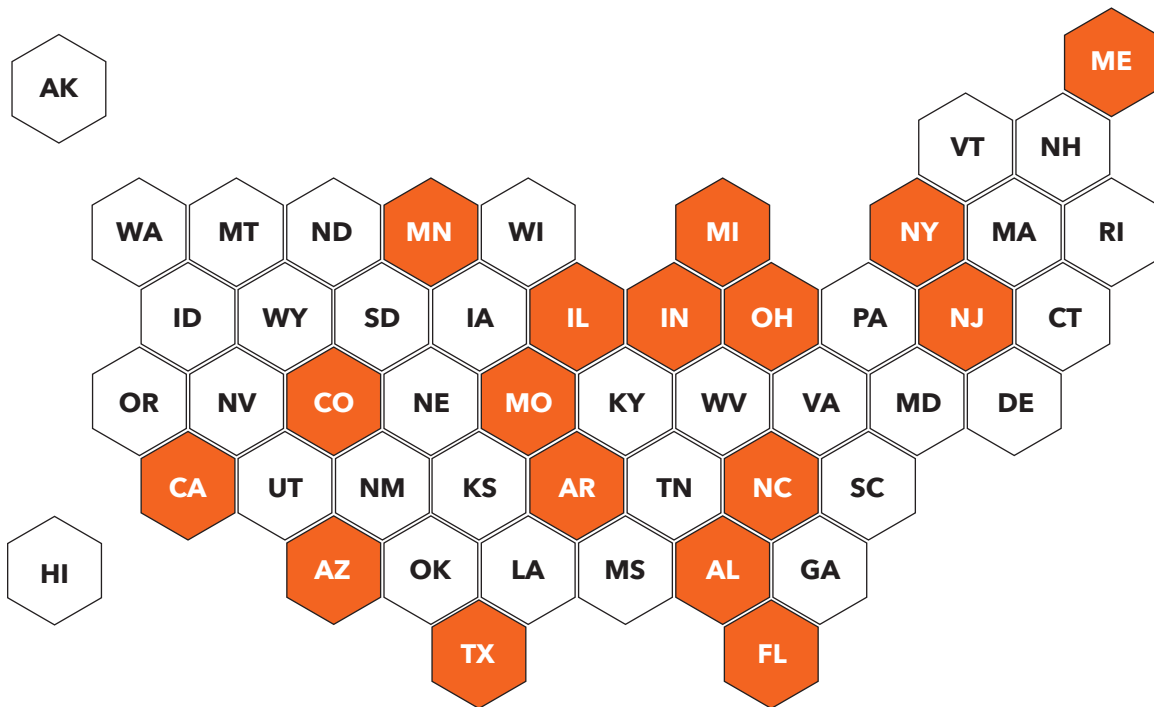 ME
AK
VT NH
WA MT ND MN WI MI NY MA RI
ID WY SD IA IL IN OH PA NJ CT
OR NV CO NE MO KY WV VA MD DE
CA UT NM KS AR TN NC SC
HI AZ OK LA MS AL GA
TX FL